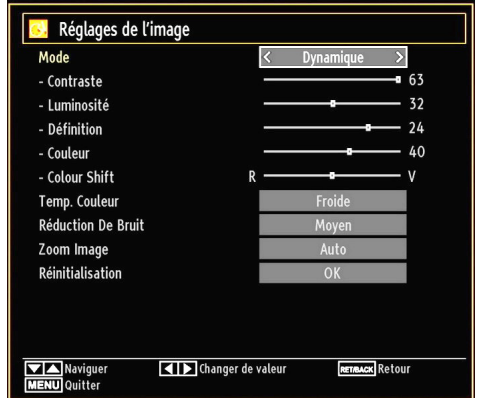 Réglages de l'image
Mode < Dynamique >
- Contraste 63
- Luminosité 32
- Définition 24
- Couleur 40
- Colour Shift R V
Temp. Couleur Froide
Réduction De Bruit Moyen
Zoom Image Auto
Réinitialisation OK
Naviguer Changer de valeur RET/BACK Retour
MENU Quitter